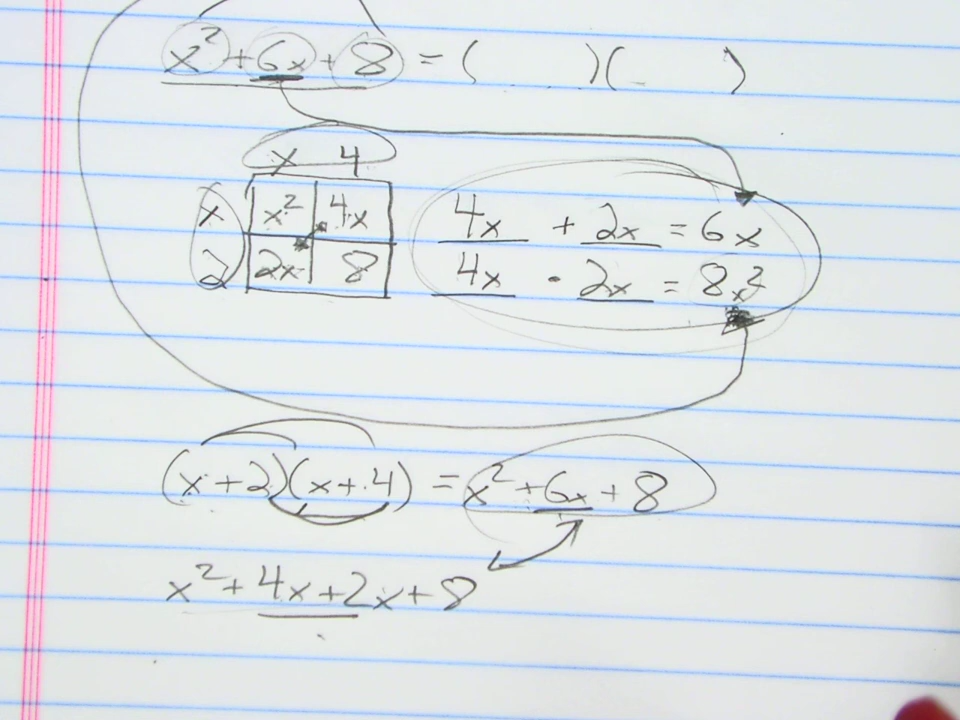 x² + 6x + 8 = (      )(      )
x 4
x x² 4x
2 2x 8
4x + 2x = 6x
4x · 2x = 8x²
(x + 2)(x + 4) = x² + 6x + 8
x² + 4x + 2x + 8